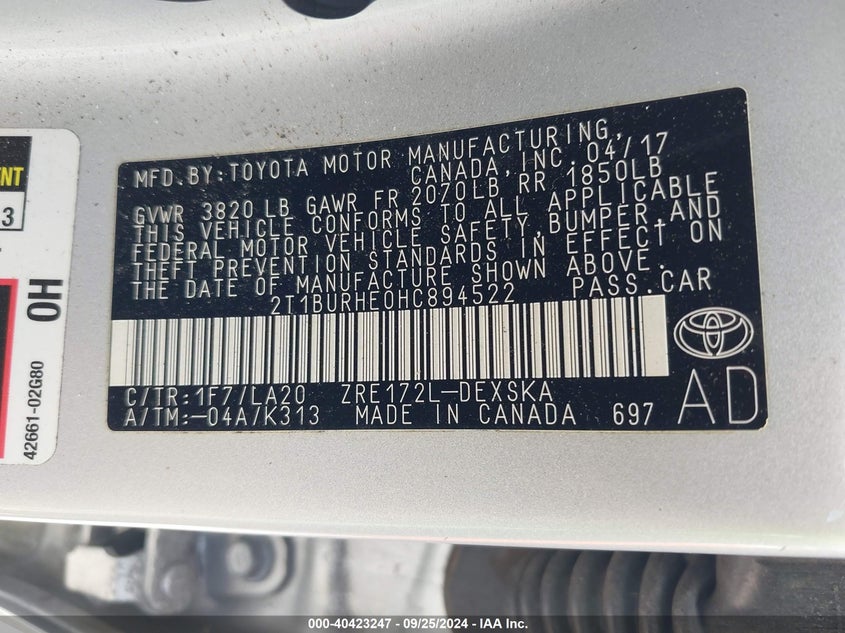 MFD.BY:TOYOTA MOTOR MANUFACTURING,
CANADA,INC.04/17
GVWR 3820 LB GAWR FR 2070LB RR 1850LB
THIS VEHICLE CONFORMS TO ALL APPLICABLE
FEDERAL MOTOR VEHICLE SAFETY,BUMPER,AND
THEFT PREVENTION STANDARDS IN EFFECT ON
THE DATE OF MANUFACTURE SHOWN ABOVE.
2T1BURHE0HC894522 PASS.CAR
C/TR:1F7/LA20 ZRE172L-DEXSKA
A/TM:-04A/K313 MADE IN CANADA 697
AD
3
OH
42661-02G80
000-40423247 - 09/25/2024 - IAA Inc.